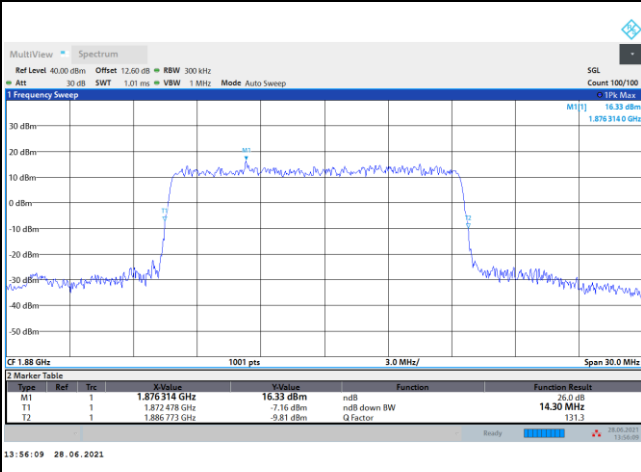 MultiView Spectrum
Ref Level 40.00 dBm Offset 12.60 dB RBW 300 kHz SGL
Att 30 dB SWT 1.01 ms VBW 1 MHz Mode Auto Sweep Count 100/100
1 Frequency Sweep 1Pk Max
M1[1] 16.33 dBm
1.876 314 0 GHz
30 dBm
M1
20 dBm
10 dBm
0 dBm
T1 T2
-10 dBm
-20 dBm
-30 dBm
-40 dBm
-50 dBm
CF 1.88 GHz 1001 pts 3.0 MHz/ Span 30.0 MHz
2 Marker Table
Type Ref Trc X-Value Y-Value Function Function Result
M1 1 1.876 314 GHz 16.33 dBm ndB 26.0 dB
T1 1 1.872 478 GHz -7.16 dBm ndB down BW 14.30 MHz
T2 1 1.886 773 GHz -9.81 dBm Q Factor 131.3
Ready 28.06.2021
13:56:09
13:56:09 28.06.2021